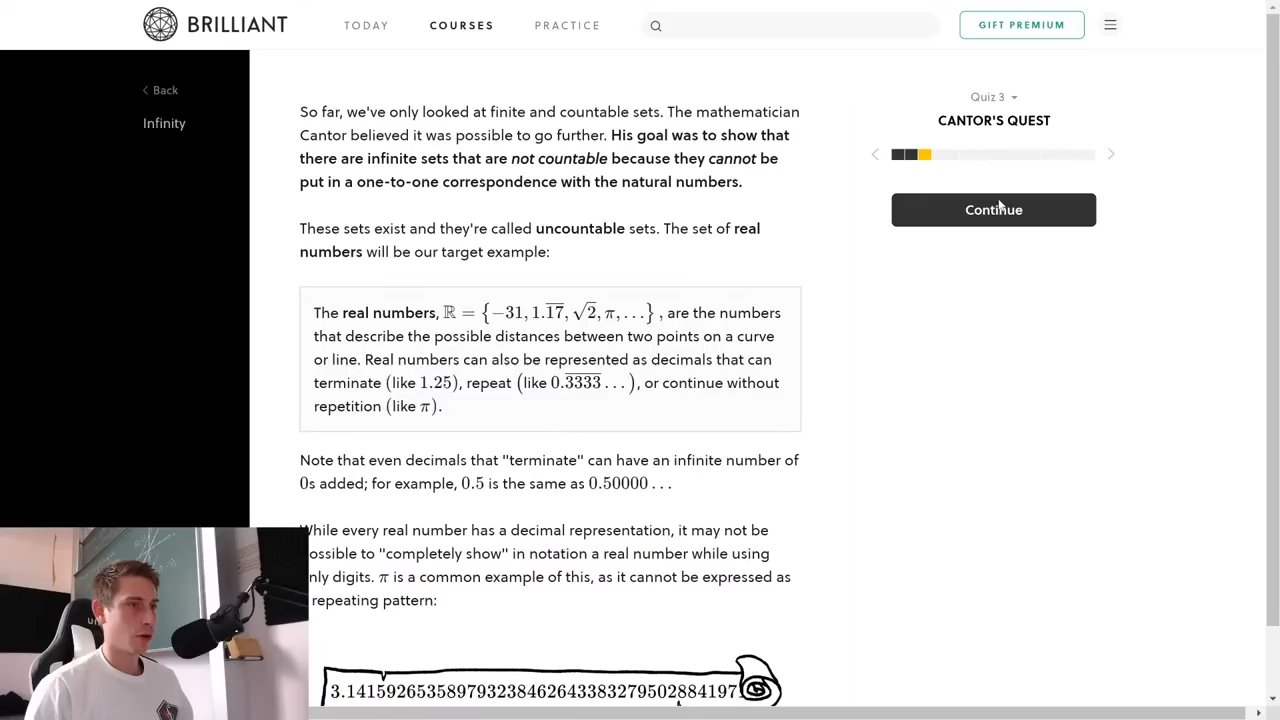 BRILLIANT
TODAY
COURSES
PRACTICE
GIFT PREMIUM
Back
Infinity
So far, we've only looked at finite and countable sets. The mathematician
Cantor believed it was possible to go further. His goal was to show that
there are infinite sets that are not countable because they cannot be
put in a one-to-one correspondence with the natural numbers.
These sets exist and they're called uncountable sets. The set of real
numbers will be our target example:
The real numbers, ℝ = {−31, 1.1̅7̅, √2, π, …}, are the numbers
that describe the possible distances between two points on a curve
or line. Real numbers can also be represented as decimals that can
terminate (like 1.25), repeat (like 0.3̅3̅3̅3̅…), or continue without
repetition (like π).
Note that even decimals that "terminate" can have an infinite number of
0s added; for example, 0.5 is the same as 0.50000…
While every real number has a decimal representation, it may not be
possible to "completely show" in notation a real number while using
only digits. π is a common example of this, as it cannot be expressed as
repeating pattern:
3.141592653589793238462643383279502884197
Quiz 3
CANTOR'S QUEST
Continue